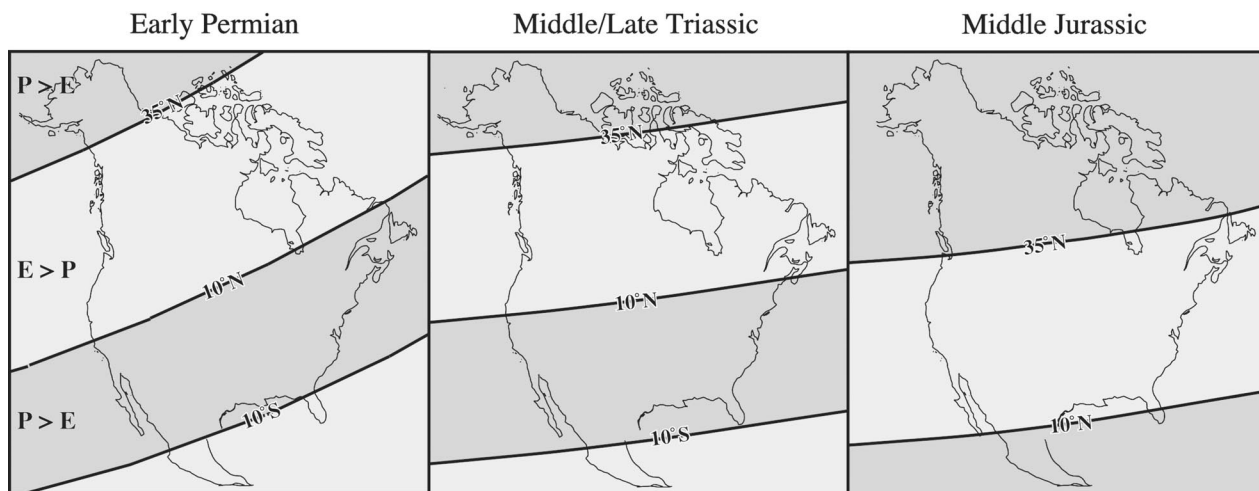 Early Permian
Middle/Late Triassic
Middle Jurassic
P > E
35°N
E > P
10°N
P > E
10°S
35°N
10°N
10°S
35°N
10°N